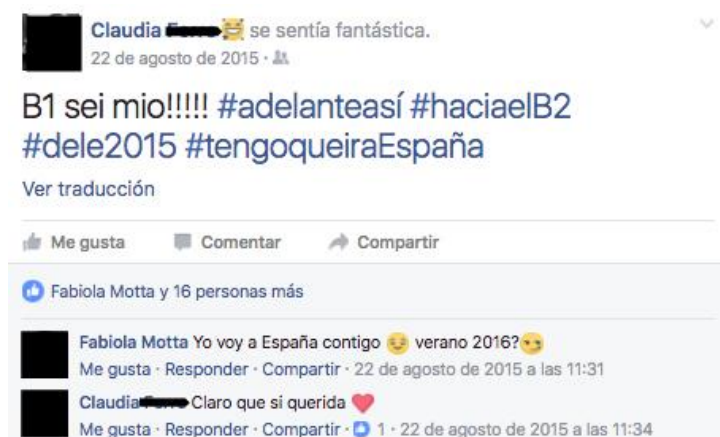 Claudia se sentía fantástica.
22 de agosto de 2015 ·
B1 sei mio!!!!! #adelanteasí #haciaelB2
#dele2015 #tengoqueiraEspaña
Ver traducción
Me gusta Comentar Compartir
Fabiola Motta y 16 personas más
Fabiola Motta Yo voy a España contigo verano 2016?
Me gusta · Responder · Compartir · 22 de agosto de 2015 a las 11:31
Claudia Claro que si querida
Me gusta · Responder · Compartir · 1 · 22 de agosto de 2015 a las 11:34